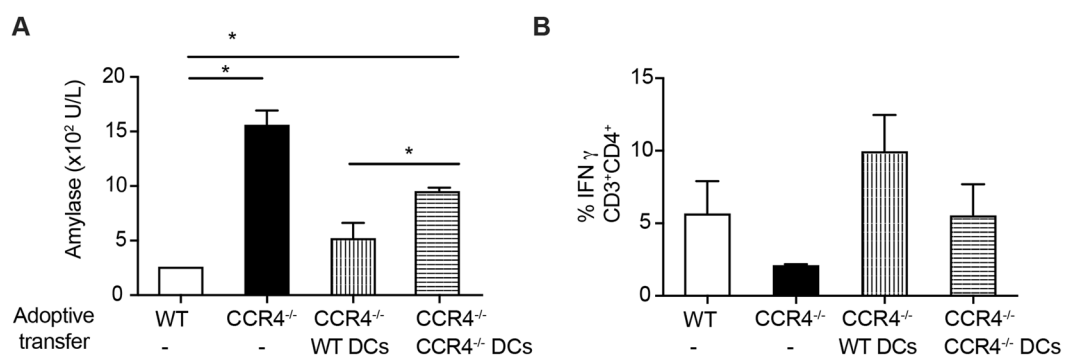 A
*
*
*
Amylase (x10² U/L)
20
15
10
5
0
Adoptive transfer
WT
CCR4⁻/⁻
CCR4⁻/⁻
CCR4⁻/⁻
-
-
WT DCs
CCR4⁻/⁻ DCs
B
% IFN γ
CD3⁺CD4⁺
15
10
5
0
WT
CCR4⁻/⁻
CCR4⁻/⁻
CCR4⁻/⁻
-
-
WT DCs
CCR4⁻/⁻ DCs